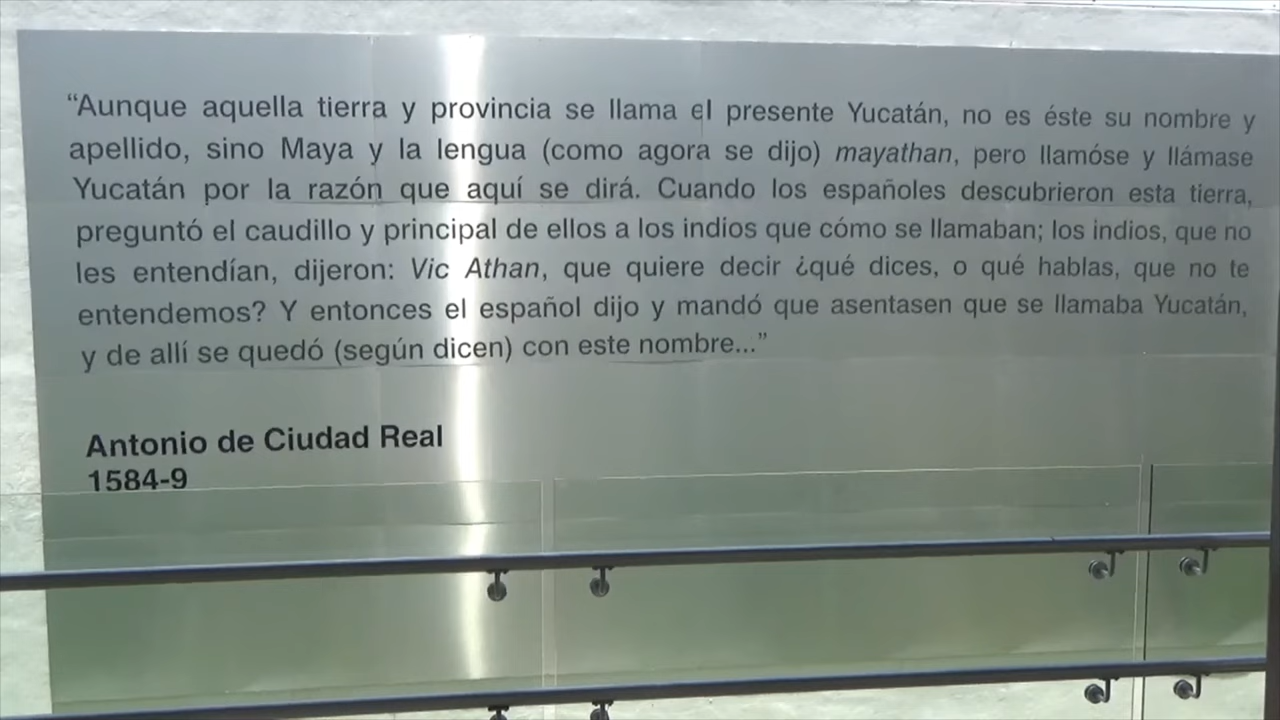 “Aunque aquella tierra y provincia se llama el presente Yucatán, no es éste su nombre y
apellido, sino Maya y la lengua (como agora se dijo) mayathan, pero llamóse y llámase
Yucatán por la razón que aquí se dirá. Cuando los españoles descubrieron esta tierra,
preguntó el caudillo y principal de ellos a los indios que cómo se llamaban; los indios, que no
les entendían, dijeron: Vic Athan, que quiere decir ¿qué dices, o qué hablas, que no te
entendemos? Y entonces el español dijo y mandó que asentasen que se llamaba Yucatán,
y de allí se quedó (según dicen) con este nombre...”
Antonio de Ciudad Real
1584-9